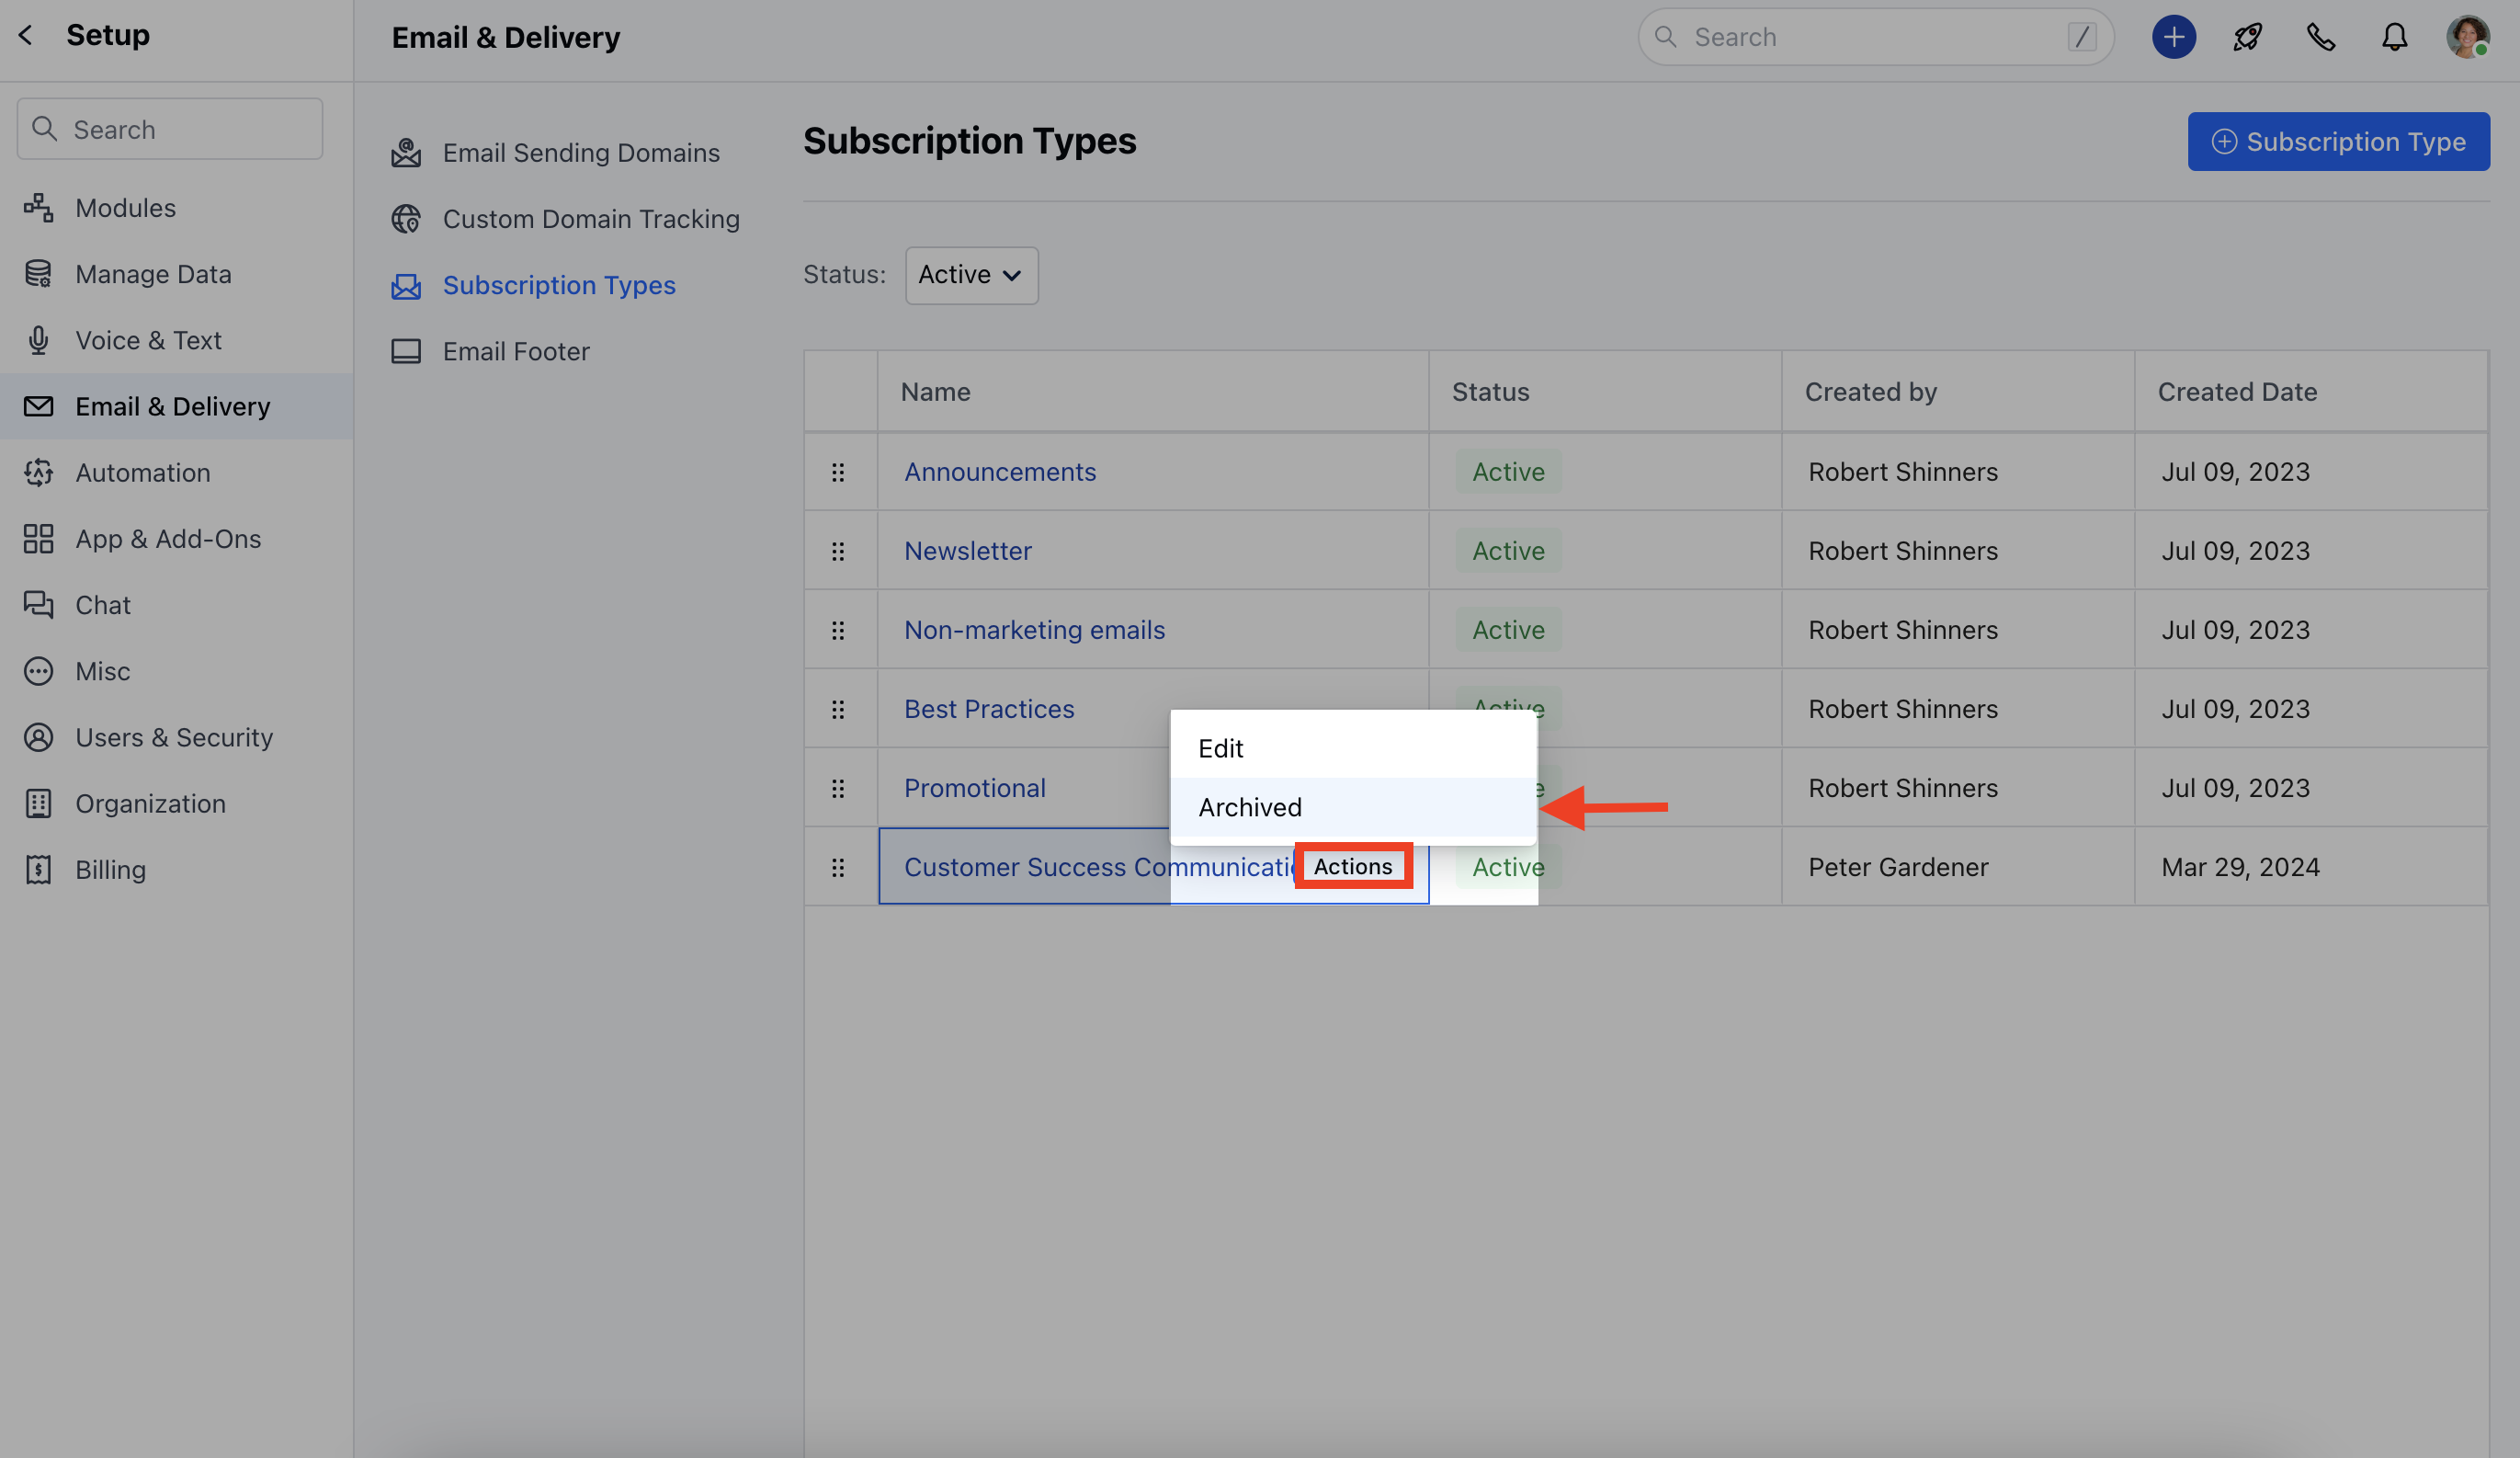 Setup
Email & Delivery
Search /
Search
Modules
Manage Data
Voice & Text
Email & Delivery
Automation
App & Add-Ons
Chat
Misc
Users & Security
Organization
Billing
Email Sending Domains
Custom Domain Tracking
Subscription Types
Email Footer
Subscription Types
Subscription Type
Status: Active
Name Status Created by Created Date
Announcements Active Robert Shinners Jul 09, 2023
Newsletter Active Robert Shinners Jul 09, 2023
Non-marketing emails Active Robert Shinners Jul 09, 2023
Best Practices Active Robert Shinners Jul 09, 2023
Edit
Promotional Robert Shinners Jul 09, 2023
Archived
Customer Success Communicati Actions Active Peter Gardener Mar 29, 2024